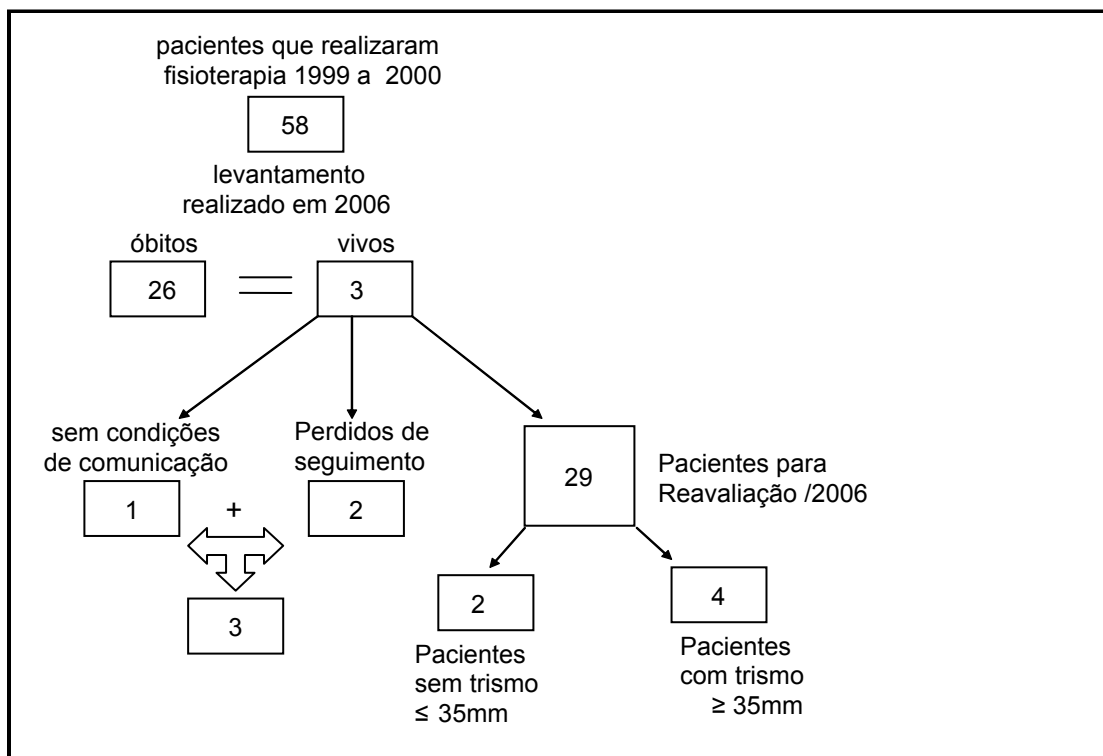 pacientes que realizaram
fisioterapia 1999 a 2000
58
levantamento
realizado em 2006
óbitos
vivos
26
3
sem condições
de comunicação
Perdidos de
seguimento
29
Pacientes para
Reavaliação /2006
1
+
2
3
2
4
Pacientes
sem trismo
≤ 35mm
Pacientes
com trismo
≥ 35mm